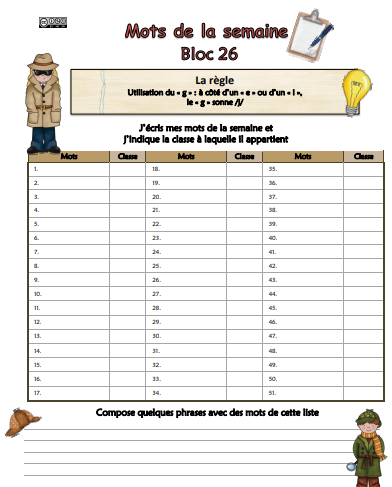 Mots de la semaine
Bloc 26
La règle
Utilisation du « g » : à côté d'un « e » ou d'un « i »,
le « g » sonne /j/
J'écris mes mots de la semaine et
j'indique la classe à laquelle il appartient
Mots Classe Mots Classe Mots Classe
1. 18. 35.
2. 19. 36.
3. 20. 37.
4. 21. 38.
5. 22. 39.
6. 23. 40.
7. 24. 41.
8. 25. 42.
9. 26. 43.
10. 27. 44.
11. 28. 45.
12. 29. 46.
13. 30. 47.
14. 31. 48.
15. 32. 49.
16. 33. 50.
17. 34. 51.
Compose quelques phrases avec des mots de cette liste